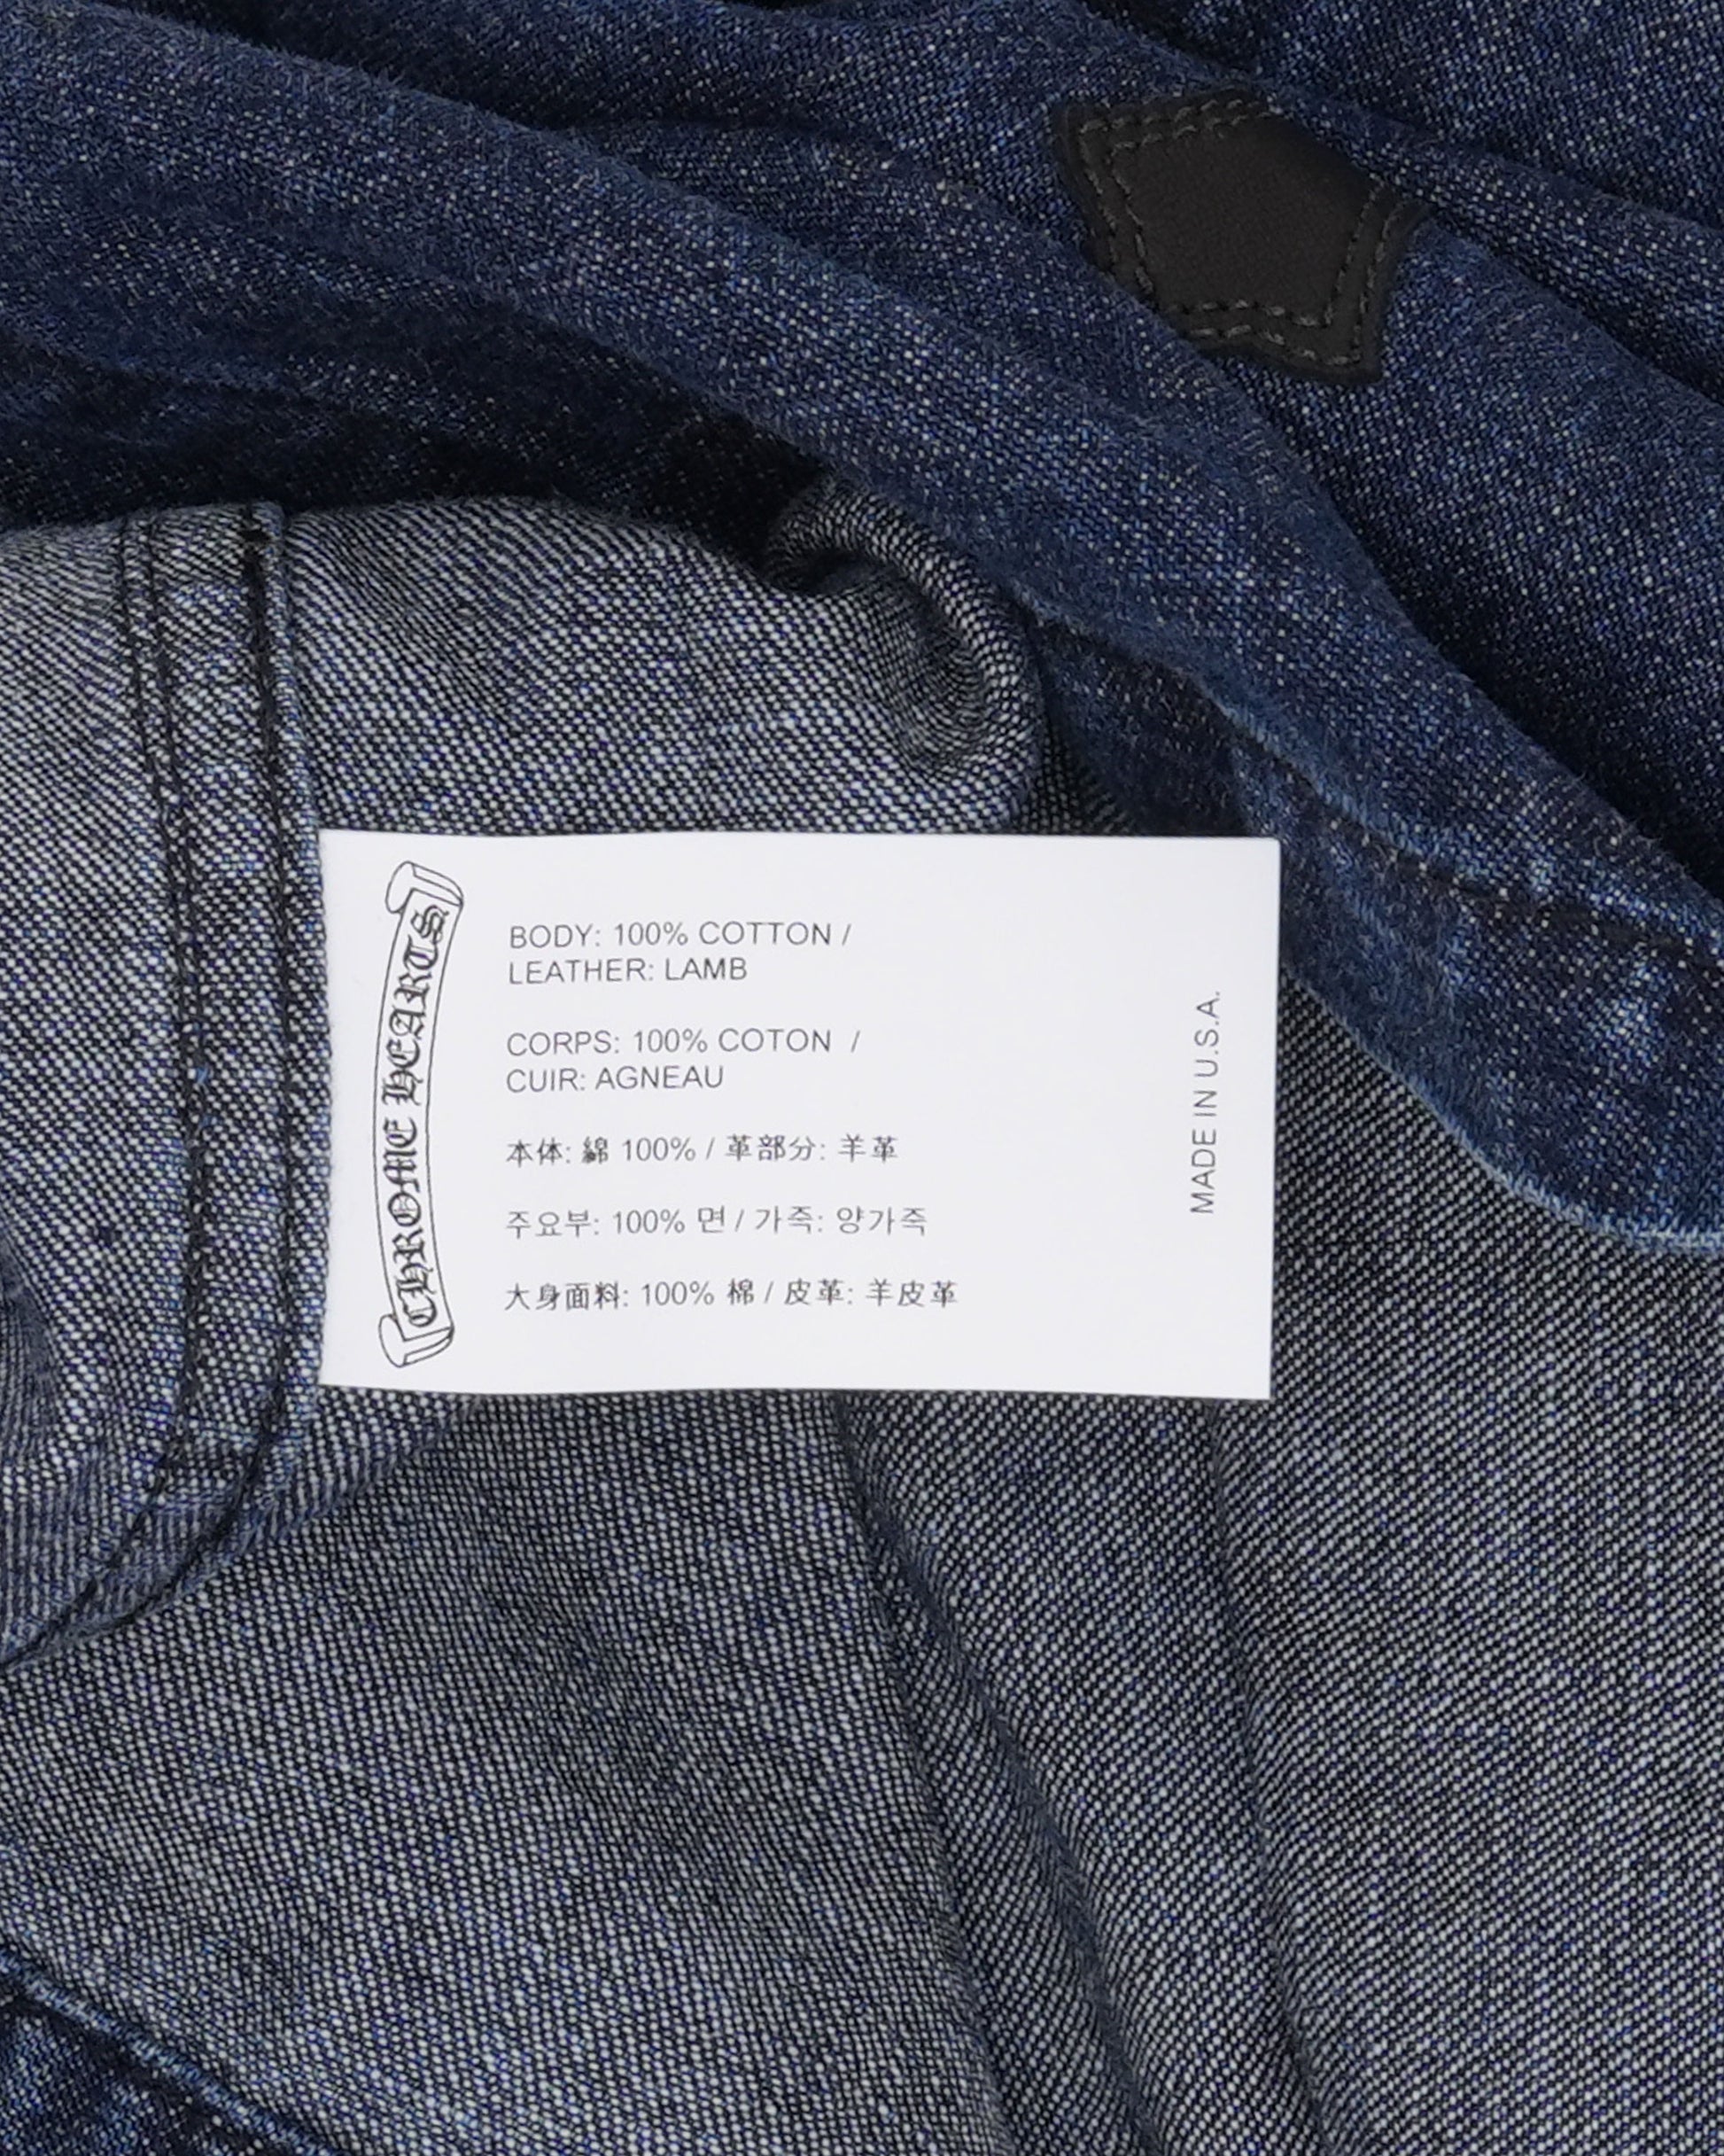 CHROME HEARTS
BODY: 100% COTTON /
LEATHER: LAMB
CORPS: 100% COTON /
CUIR: AGNEAU
本体: 綿 100% / 革部分: 羊革
주요부: 100% 면 / 가죽: 양가죽
大身面料: 100% 棉 / 皮革: 羊皮革
MADE IN U.S.A.